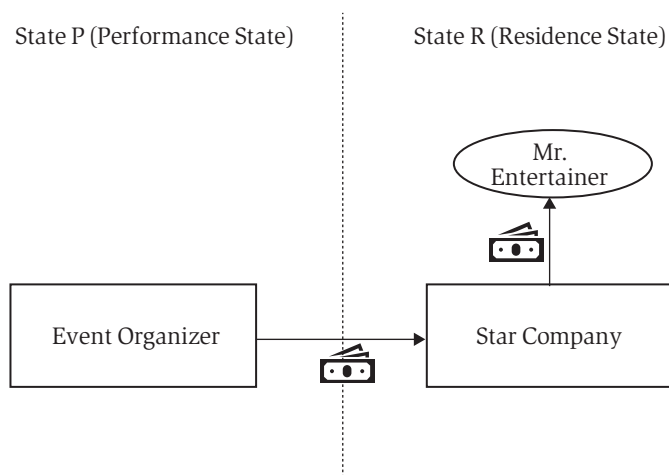 State P (Performance State)
State R (Residence State)
Mr.
Entertainer
Event Organizer
Star Company